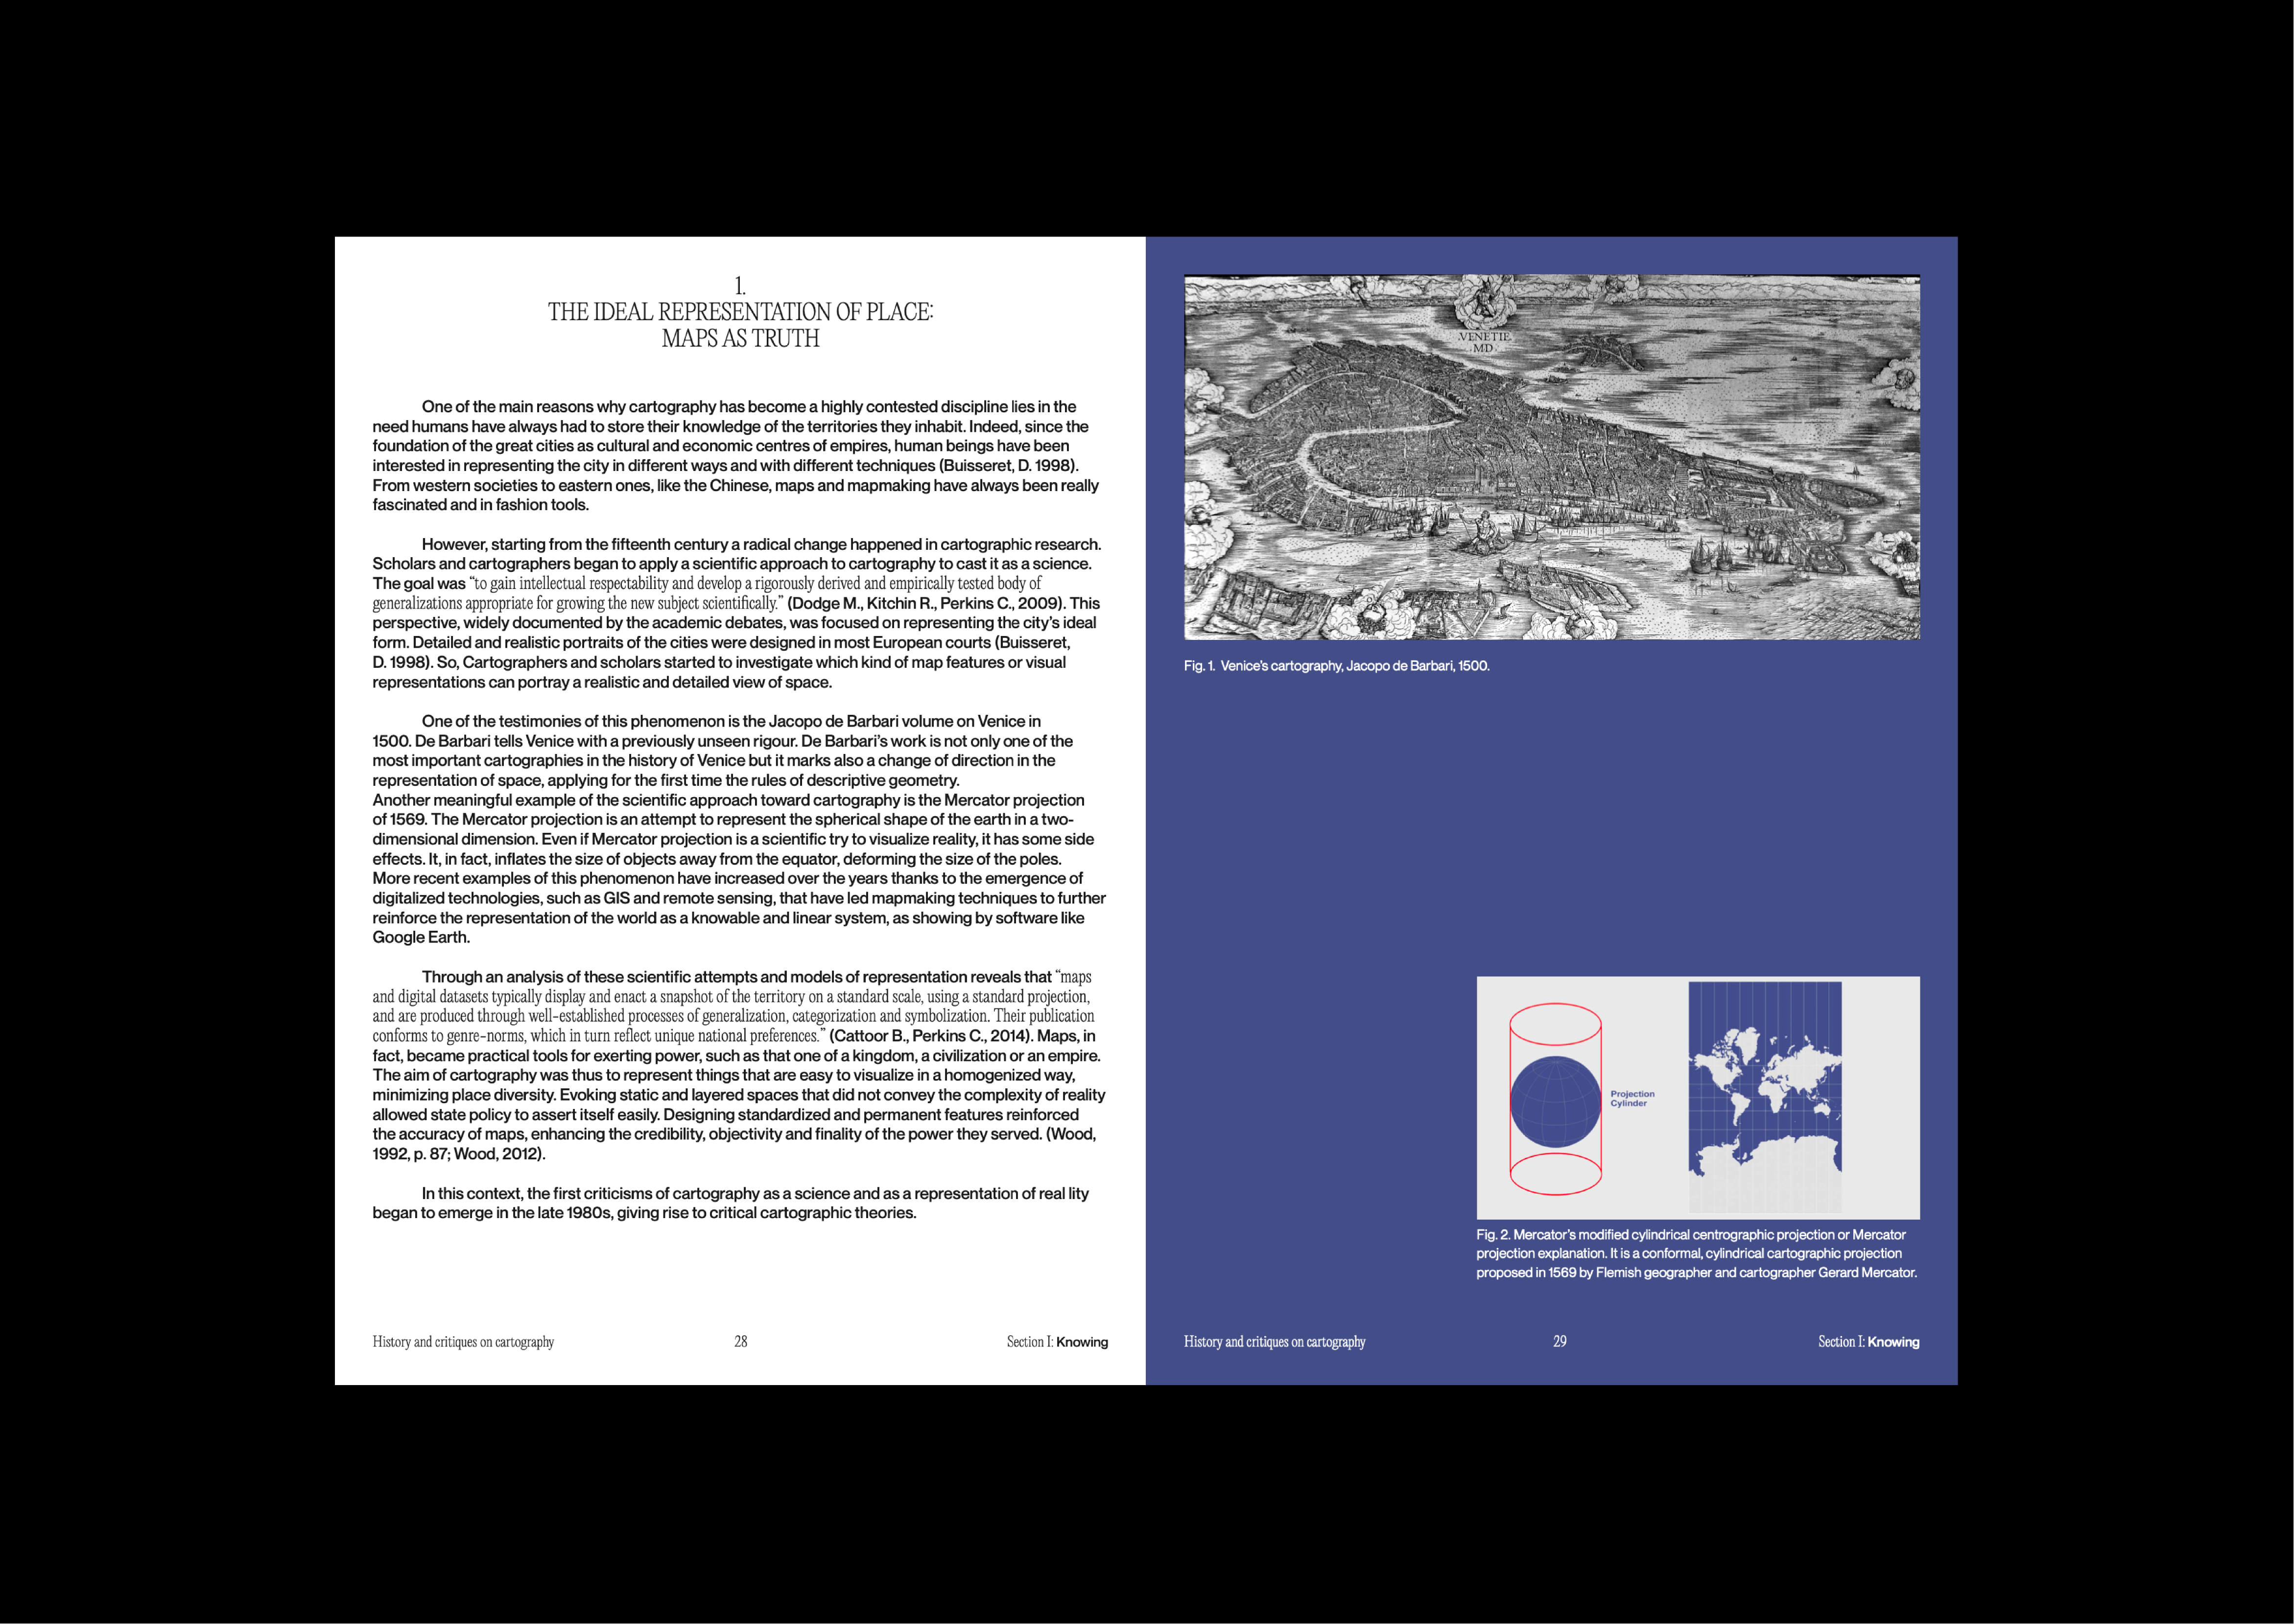 1.
THE IDEAL REPRESENTATION OF PLACE:
MAPS AS TRUTH
One of the main reasons why cartography has become a highly contested discipline lies in the
need humans have always had to store their knowledge of the territories they inhabit. Indeed, since the
foundation of the great cities as cultural and economic centres of empires, human beings have been
interested in representing the city in different ways and with different techniques (Buisseret, D. 1998).
From western societies to eastern ones, like the Chinese, maps and mapmaking have always been really
fascinated and in fashion tools.
However, starting from the fifteenth century a radical change happened in cartographic research.
Scholars and cartographers began to apply a scientific approach to cartography to cast it as a science.
The goal was “to gain intellectual respectability and develop a rigorously derived and empirically tested body of
generalizations appropriate for growing the new subject scientifically.” (Dodge M., Kitchin R., Perkins C., 2009). This
perspective, widely documented by the academic debates, was focused on representing the city’s ideal
form. Detailed and realistic portraits of the cities were designed in most European courts (Buisseret,
D. 1998). So, Cartographers and scholars started to investigate which kind of map features or visual
representations can portray a realistic and detailed view of space.
One of the testimonies of this phenomenon is the Jacopo de Barbari volume on Venice in
1500. De Barbari tells Venice with a previously unseen rigour. De Barbari’s work is not only one of the
most important cartographies in the history of Venice but it marks also a change of direction in the
representation of space, applying for the first time the rules of descriptive geometry.
Another meaningful example of the scientific approach toward cartography is the Mercator projection
of 1569. The Mercator projection is an attempt to represent the spherical shape of the earth in a two-
dimensional dimension. Even if Mercator projection is a scientific try to visualize reality, it has some side
effects. It, in fact, inflates the size of objects away from the equator, deforming the size of the poles.
More recent examples of this phenomenon have increased over the years thanks to the emergence of
digitalized technologies, such as GIS and remote sensing, that have led mapmaking techniques to further
reinforce the representation of the world as a knowable and linear system, as showing by software like
Google Earth.
Through an analysis of these scientific attempts and models of representation reveals that “maps
and digital datasets typically display and enact a snapshot of the territory on a standard scale, using a standard projection,
and are produced through well-established processes of generalization, categorization and symbolization. Their publication
conforms to genre-norms, which in turn reflect unique national preferences.” (Cattoor B., Perkins C., 2014). Maps, in
fact, became practical tools for exerting power, such as that one of a kingdom, a civilization or an empire.
The aim of cartography was thus to represent things that are easy to visualize in a homogenized way,
minimizing place diversity. Evoking static and layered spaces that did not convey the complexity of reality
allowed state policy to assert itself easily. Designing standardized and permanent features reinforced
the accuracy of maps, enhancing the credibility, objectivity and finality of the power they served. (Wood,
1992, p. 87; Wood, 2012).
In this context, the first criticisms of cartography as a science and as a representation of real lity
began to emerge in the late 1980s, giving rise to critical cartographic theories.
History and critiques on cartography
28
Section I: Knowing
VENETIE
MD
Fig. 1. Venice’s cartography, Jacopo de Barbari, 1500.
Projection
Cylinder
Fig. 2. Mercator’s modified cylindrical centrographic projection or Mercator
projection explanation. It is a conformal, cylindrical cartographic projection
proposed in 1569 by Flemish geographer and cartographer Gerard Mercator.
History and critiques on cartography
29
Section I: Knowing